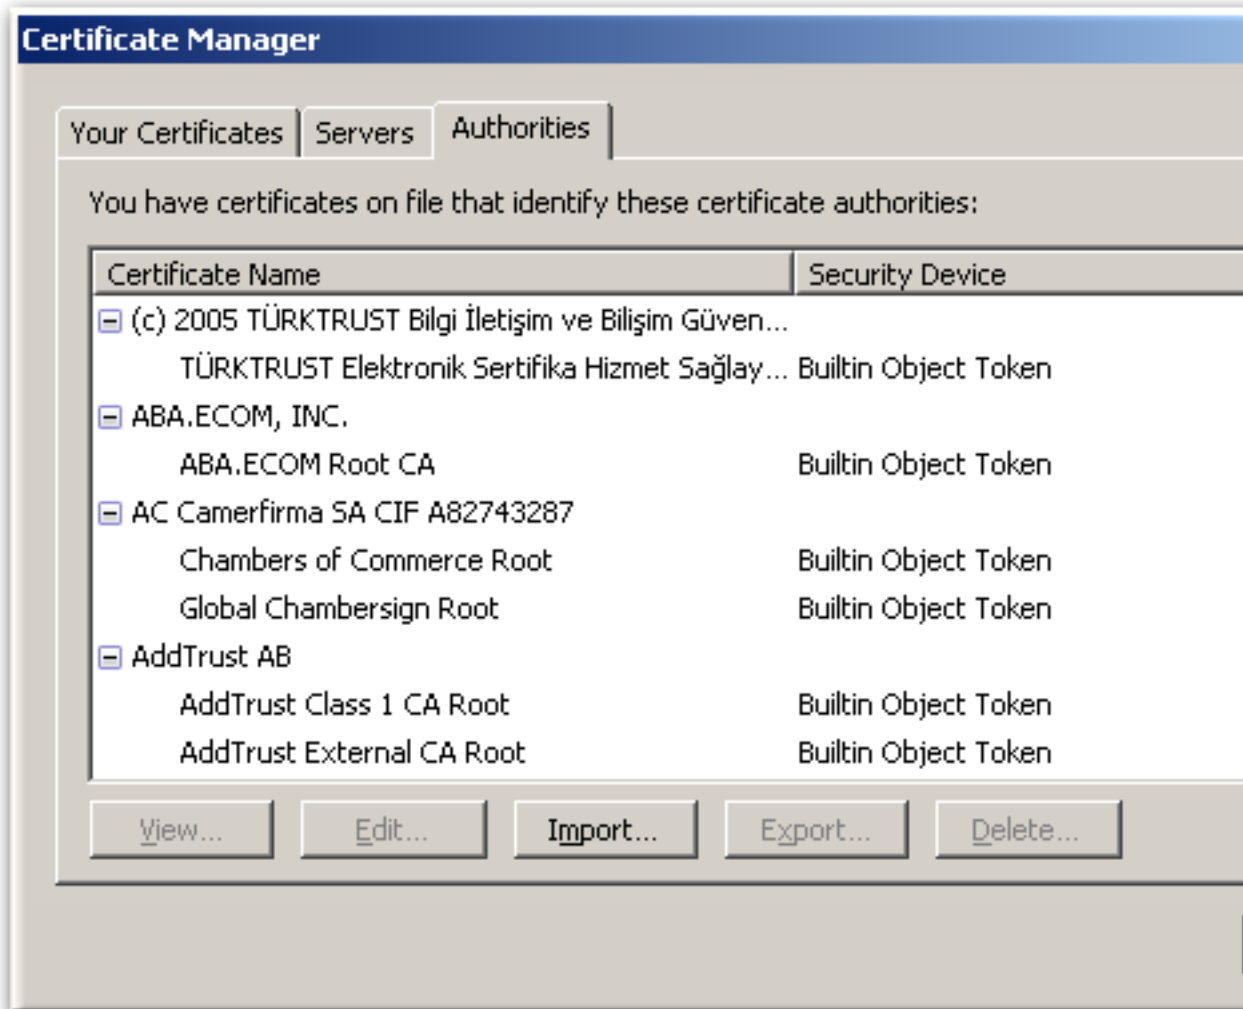 Certificate Manager
Your Certificates Servers Authorities
You have certificates on file that identify these certificate authorities:
Certificate Name Security Device
(c) 2005 TÜRKTRUST Bilgi İletişim ve Bilişim Güven...
TÜRKTRUST Elektronik Sertifika Hizmet Sağlay... Builtin Object Token
ABA.ECOM, INC.
ABA.ECOM Root CA Builtin Object Token
AC Camerfirma SA CIF A82743287
Chambers of Commerce Root Builtin Object Token
Global Chambersign Root Builtin Object Token
AddTrust AB
AddTrust Class 1 CA Root Builtin Object Token
AddTrust External CA Root Builtin Object Token
View... Edit... Import... Export... Delete...